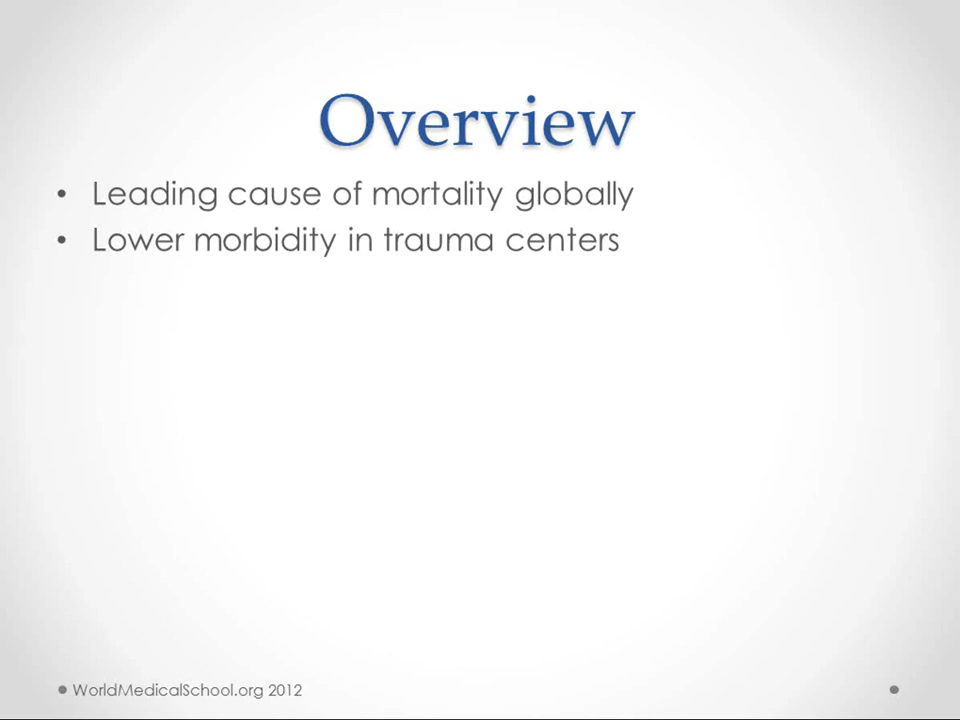 Overview
• Leading cause of mortality globally
• Lower morbidity in trauma centers
WorldMedicalSchool.org 2012